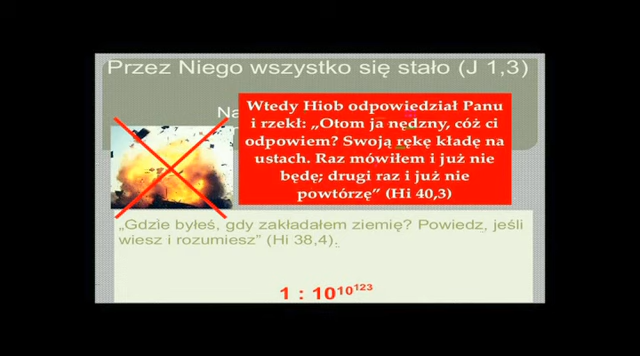 Przez Niego wszystko się stało (J 1,3)
Na
Wtedy Hiob odpowiedział Panu
i rzekł: „Otom ja nędzny, cóż ci
odpowiem? Swoją rękę kładę na
ustach. Raz mówiłem i już nie
będę; drugi raz i już nie
powtórzę” (Hi 40,3)
„Gdzie byłeś, gdy zakładałem ziemię? Powiedz, jeśli
wiesz i rozumiesz” (Hi 38,4).
1 : 10^10^123